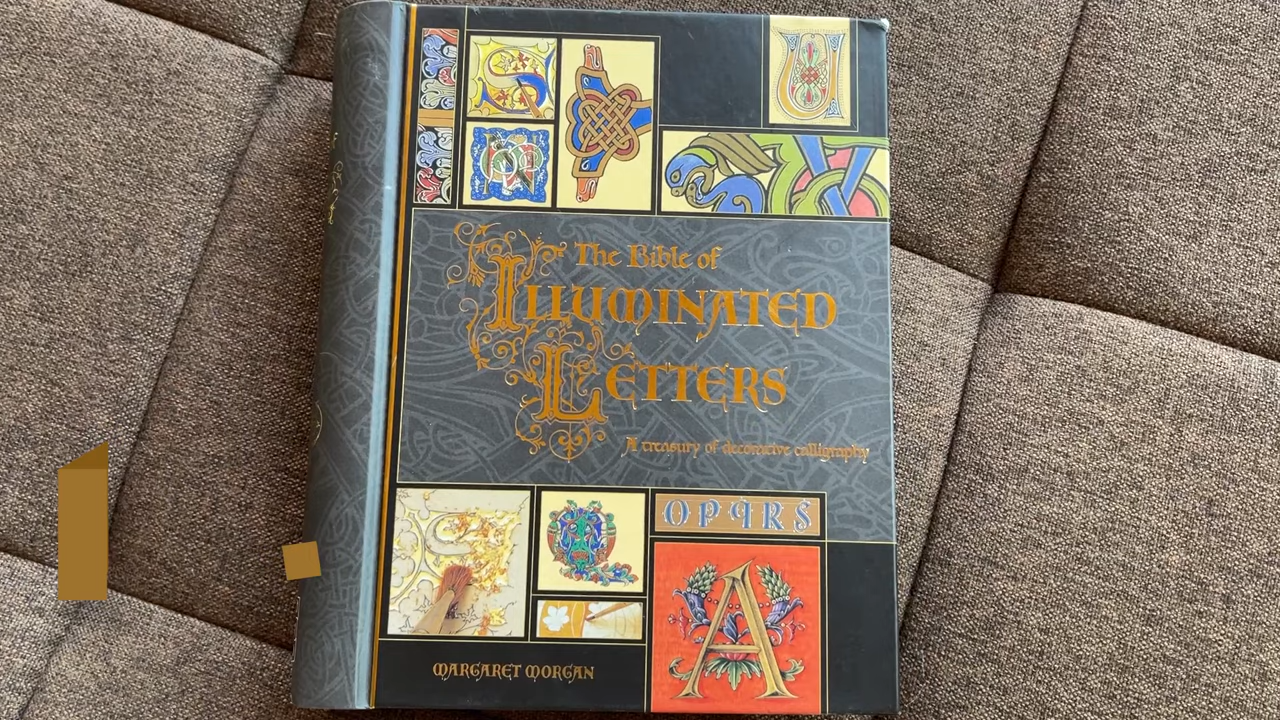 The Bible of
ILLUMINATED
LETTERS
A treasury of decorative calligraphy
OPQRS
A
MARGARET MORGAN